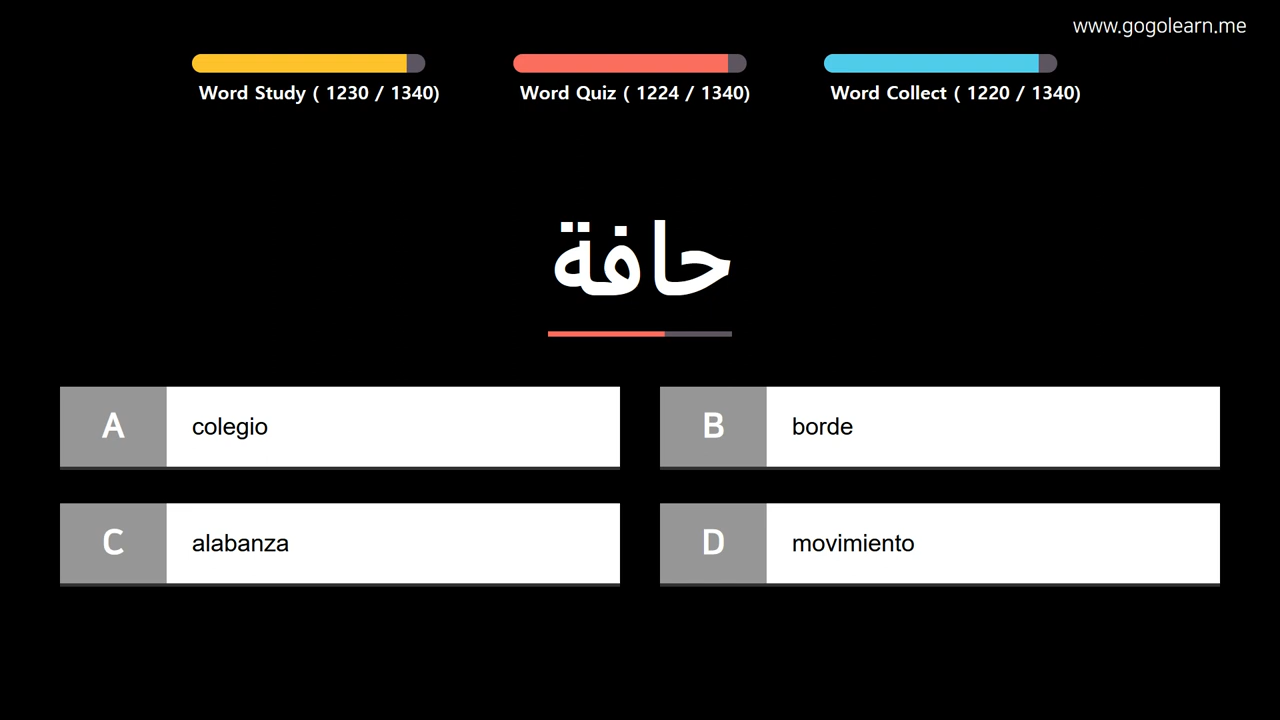 www.gogolearn.me
Word Study ( 1230 / 1340)
Word Quiz ( 1224 / 1340)
Word Collect ( 1220 / 1340)
حافة
A colegio
B borde
C alabanza
D movimiento